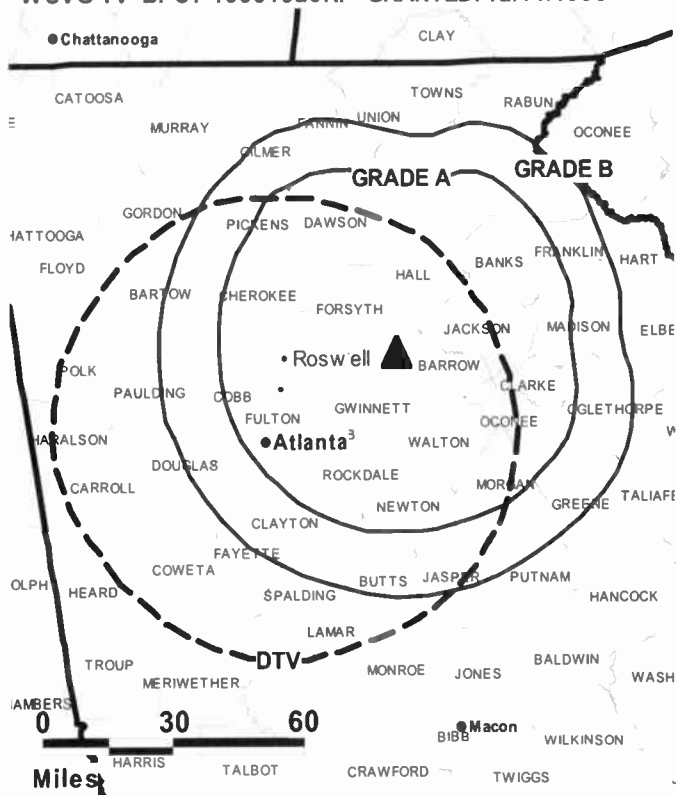 Chattanooga
CLAY
CATOOSA
TOWNS
RABUN
MURRAY
FANNIN
UNION
OCONEE
GILMER
GRADE A
GRADE B
GORDON
PICKENS
DAWSON
HATTOOGA
FLOYD
HALL
BANKS
FRANKLIN
HART
BARTOW
CHEROKEE
FORSYTH
JACKSON
MADISON
ELBE
Roswell
BARROW
POLK
PAULDING
COBB
CLARKE
GWINNETT
OGLETHORPE
FULTON
OCONEE
HARALSON
Atlanta³
WALTON
DOUGLAS
ROCKDALE
CARROLL
MORGAN
NEWTON
GREENE
TALIAFE
CLAYTON
FAYETTE
COWETA
BUTTS
JASPER
PUTNAM
OLPH
HEARD
SPALDING
HANCOCK
LAMAR
DTV
TROUP
MONROE
JONES
BALDWIN
WASH
MERIWETHER
AMBERS
0 30 60
Macon
BIBB
WILKINSON
Miles
HARRIS
TALBOT
CRAWFORD
TWIGGS